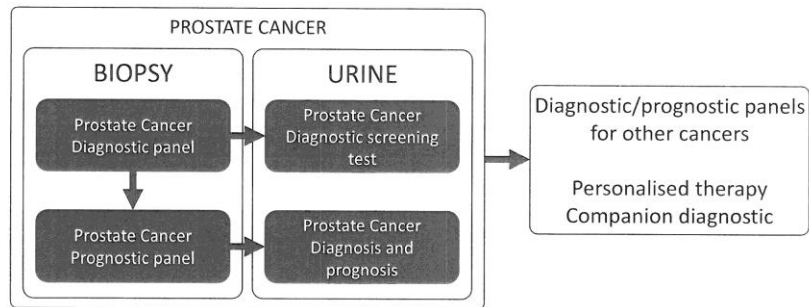 PROSTATE CANCER
BIOPSY
Prostate Cancer
Diagnostic panel
Prostate Cancer
Prognostic panel
URINE
Prostate Cancer
Diagnostic screening
test
Prostate Cancer
Diagnosis and
prognosis
Diagnostic/prognostic panels
for other cancers
Personalised therapy
Companion diagnostic